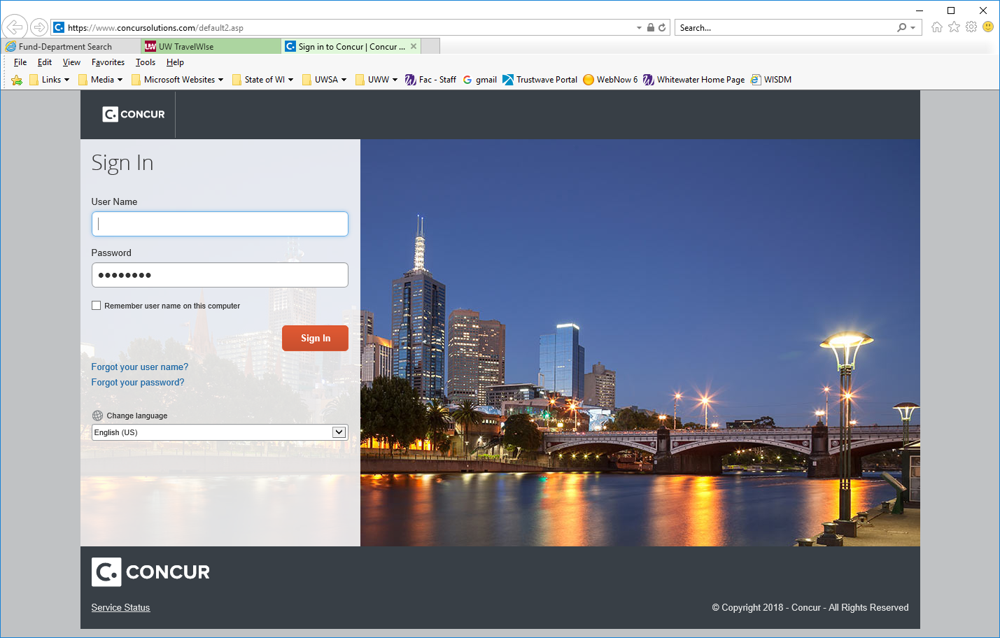 https://www.concursolutions.com/default2.asp
Search...
Fund-Department Search
UW TravelWIse
Sign in to Concur | Concur ...
File Edit View Favorites Tools Help
Links Media Microsoft Websites State of WI UWSA UWW Fac - Staff gmail Trustwave Portal WebNow 6 Whitewater Home Page WISDM
C. CONCUR
Sign In
User Name
Password
Remember user name on this computer
Sign In
Forgot your user name?
Forgot your password?
Change language
English (US)
C. CONCUR
Service Status
© Copyright 2018 - Concur - All Rights Reserved